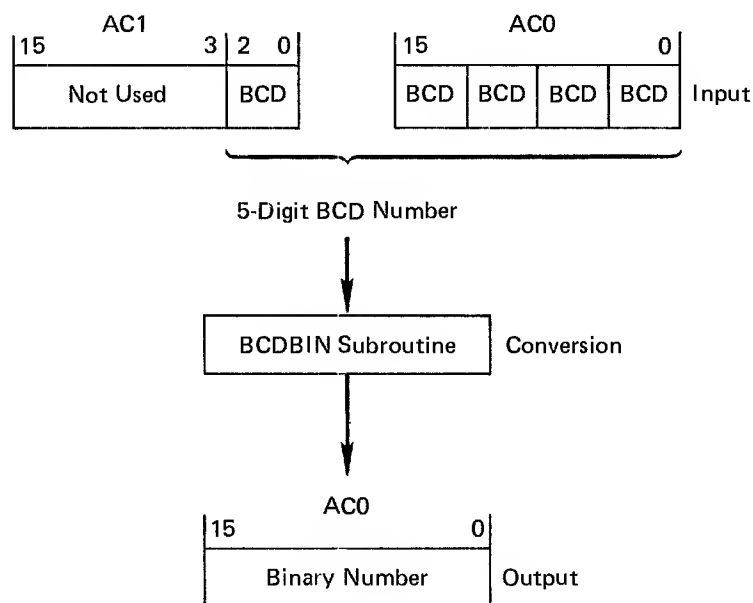 AC1 AC0
15 3 2 0 15 0
Not Used BCD BCD BCD BCD BCD Input
5-Digit BCD Number
BCDBIN Subroutine Conversion
AC0
15 0
Binary Number Output